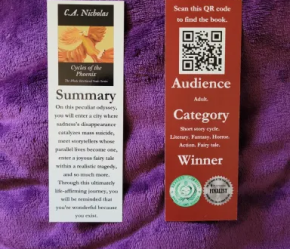 C.A. Nicholas
Cycles of the
Phoenix
Summary
On this peculiar odyssey,
you will enter a city where
sadness's disappearance
catalyzes mass suicide,
meet storytellers whose
parallel lives become one,
enter a joyous fairy tale
within a realistic tragedy,
and so much more.
Through this ultimately
life-affirming journey, you
will be reminded that
you're wonderful because
you exist.
Scan this QR code
to find the book.
Audience
Adult.
Category
Short story cycle.
Literary. Fantasy. Horror.
Action. Fairy tale.
Winner
FINALIST